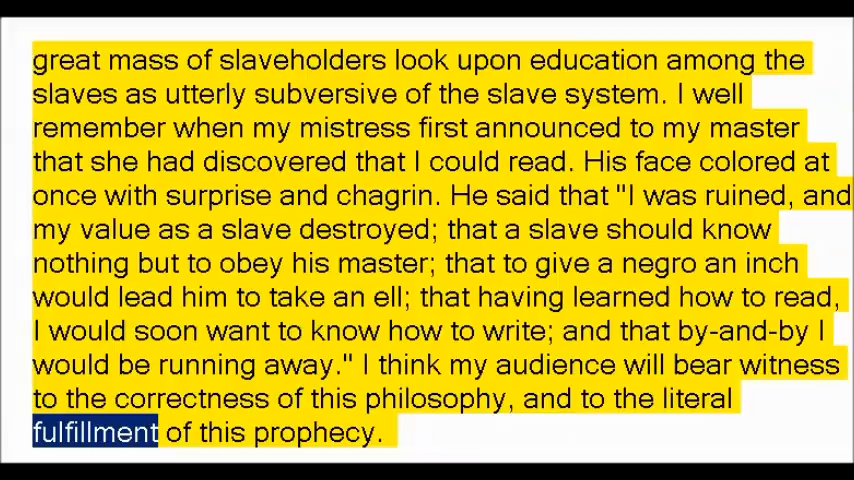 great mass of slaveholders look upon education among the
slaves as utterly subversive of the slave system. I well
remember when my mistress first announced to my master
that she had discovered that I could read. His face colored at
once with surprise and chagrin. He said that "I was ruined, and
my value as a slave destroyed; that a slave should know
nothing but to obey his master; that to give a negro an inch
would lead him to take an ell; that having learned how to read,
I would soon want to know how to write; and that by-and-by I
would be running away." I think my audience will bear witness
to the correctness of this philosophy, and to the literal
fulfillment of this prophecy.